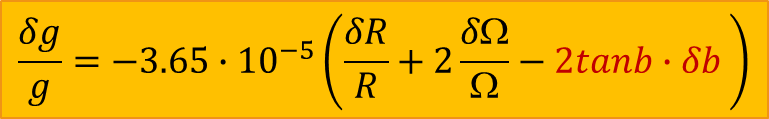 δg/g = −3.65 · 10⁻⁵ (δR/R + 2 δΩ/Ω − 2tanb · δb)